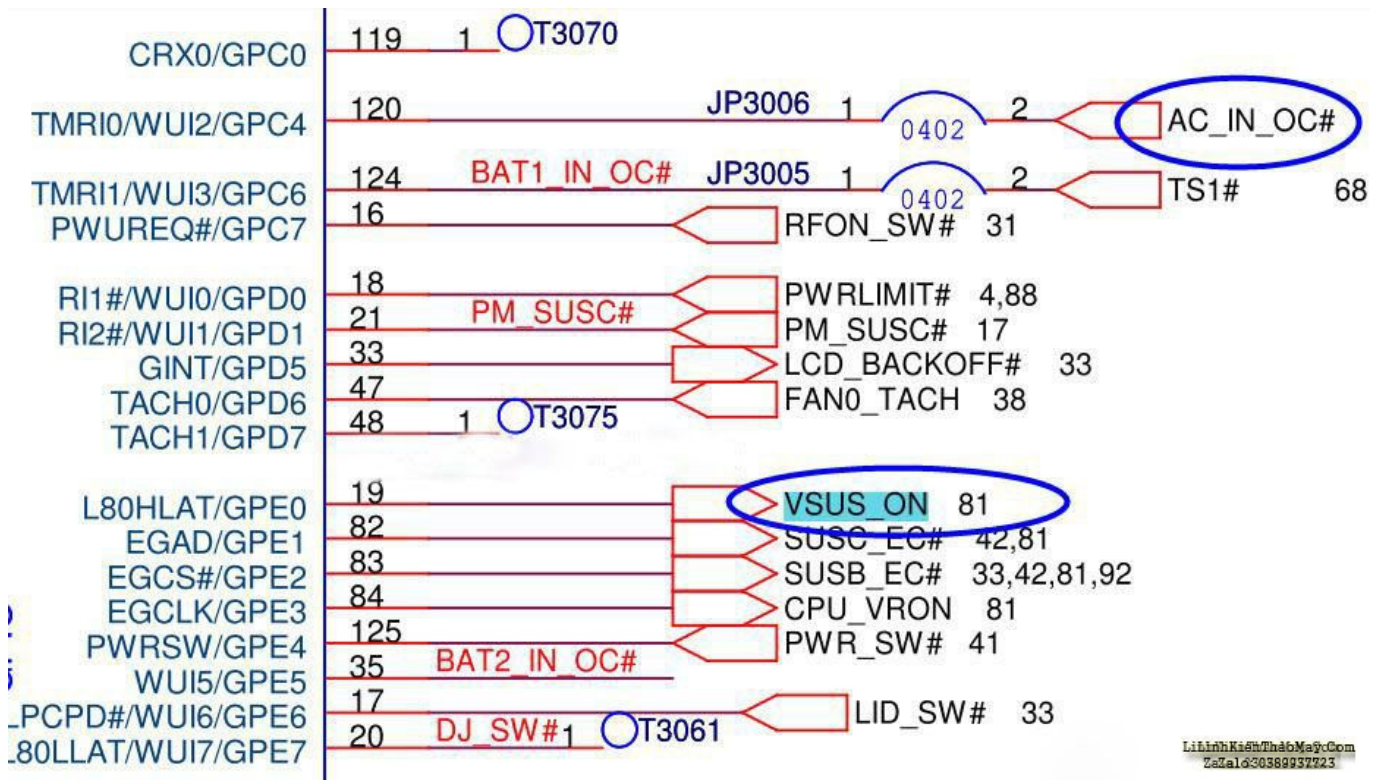 CRX0/GPC0 119 1 T3070
TMRI0/WUI2/GPC4 120 JP3006 1 0402 2 AC_IN_OC#
TMRI1/WUI3/GPC6 124 BAT1_IN_OC# JP3005 1 0402 2 TS1# 68
PWUREQ#/GPC7 16 RFON_SW# 31
RI1#/WUI0/GPD0 18 PWRLIMIT# 4,88
RI2#/WUI1/GPD1 21 PM_SUSC# PM_SUSC# 17
GINT/GPD5 33 LCD_BACKOFF# 33
TACH0/GPD6 47 FAN0_TACH 38
TACH1/GPD7 48 1 T3075
L80HLAT/GPE0 19 VSUS_ON 81
EGAD/GPE1 82 SUSC_EC# 42,81
EGCS#/GPE2 83 SUSB_EC# 33,42,81,92
EGCLK/GPE3 84 CPU_VRON 81
PWRSW/GPE4 125 PWR_SW# 41
WUI5/GPE5 35 BAT2_IN_OC#
LPCPD#/WUI6/GPE6 17 LID_SW# 33
L80LLAT/WUI7/GPE7 20 DJ_SW# 1 T3061
LiLinhKiệnThảoMay.Com